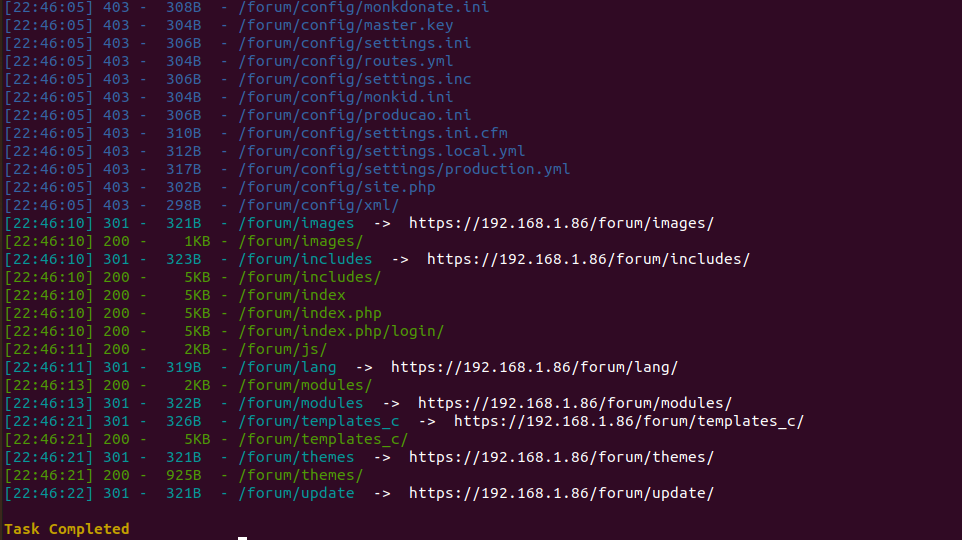 [22:46:05] 403 -  308B  - /forum/config/monkdonate.ini
[22:46:05] 403 -  304B  - /forum/config/master.key
[22:46:05] 403 -  306B  - /forum/config/settings.ini
[22:46:05] 403 -  304B  - /forum/config/routes.yml
[22:46:05] 403 -  306B  - /forum/config/settings.inc
[22:46:05] 403 -  304B  - /forum/config/monkid.ini
[22:46:05] 403 -  306B  - /forum/config/producao.ini
[22:46:05] 403 -  310B  - /forum/config/settings.ini.cfm
[22:46:05] 403 -  312B  - /forum/config/settings.local.yml
[22:46:05] 403 -  317B  - /forum/config/settings/production.yml
[22:46:05] 403 -  302B  - /forum/config/site.php
[22:46:05] 403 -  298B  - /forum/config/xml/
[22:46:10] 301 -  321B  - /forum/images  ->  https://192.168.1.86/forum/images/
[22:46:10] 200 -    1KB - /forum/images/
[22:46:10] 301 -  323B  - /forum/includes  ->  https://192.168.1.86/forum/includes/
[22:46:10] 200 -    5KB - /forum/includes/
[22:46:10] 200 -    5KB - /forum/index
[22:46:10] 200 -    5KB - /forum/index.php
[22:46:10] 200 -    5KB - /forum/index.php/login/
[22:46:11] 200 -    2KB - /forum/js/
[22:46:11] 301 -  319B  - /forum/lang  ->  https://192.168.1.86/forum/lang/
[22:46:13] 200 -    2KB - /forum/modules/
[22:46:13] 301 -  322B  - /forum/modules  ->  https://192.168.1.86/forum/modules/
[22:46:21] 301 -  326B  - /forum/templates_c  ->  https://192.168.1.86/forum/templates_c/
[22:46:21] 200 -    5KB - /forum/templates_c/
[22:46:21] 301 -  321B  - /forum/themes  ->  https://192.168.1.86/forum/themes/
[22:46:21] 200 -  925B  - /forum/themes/
[22:46:22] 301 -  321B  - /forum/update  ->  https://192.168.1.86/forum/update/
Task Completed